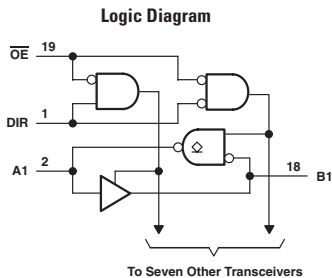 Logic Diagram
OE 19
DIR 1
A1 2
18 B1
To Seven Other Transceivers